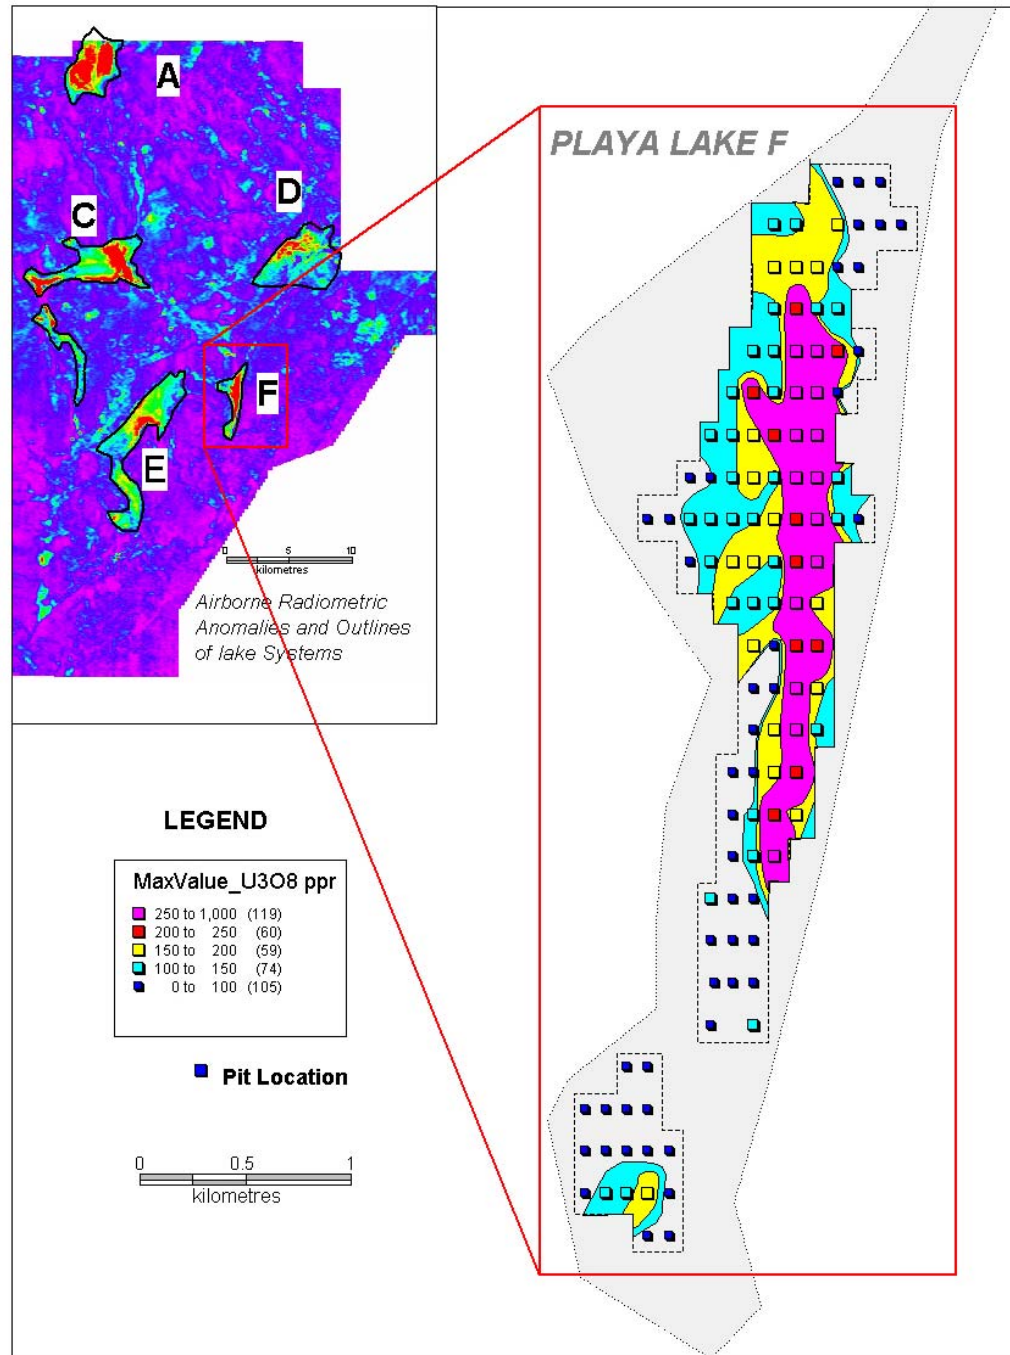 A
PLAYA LAKE F
D
C
F
E
0 5 10
kilometres
Airborne Radiometric
Anomalies and Outlines
of lake Systems
LEGEND
MaxValue_U3O8 ppr
250 to 1,000 (119)
200 to 250 (60)
150 to 200 (59)
100 to 150 (74)
0 to 100 (105)
Pit Location
0 0.5 1
kilometres